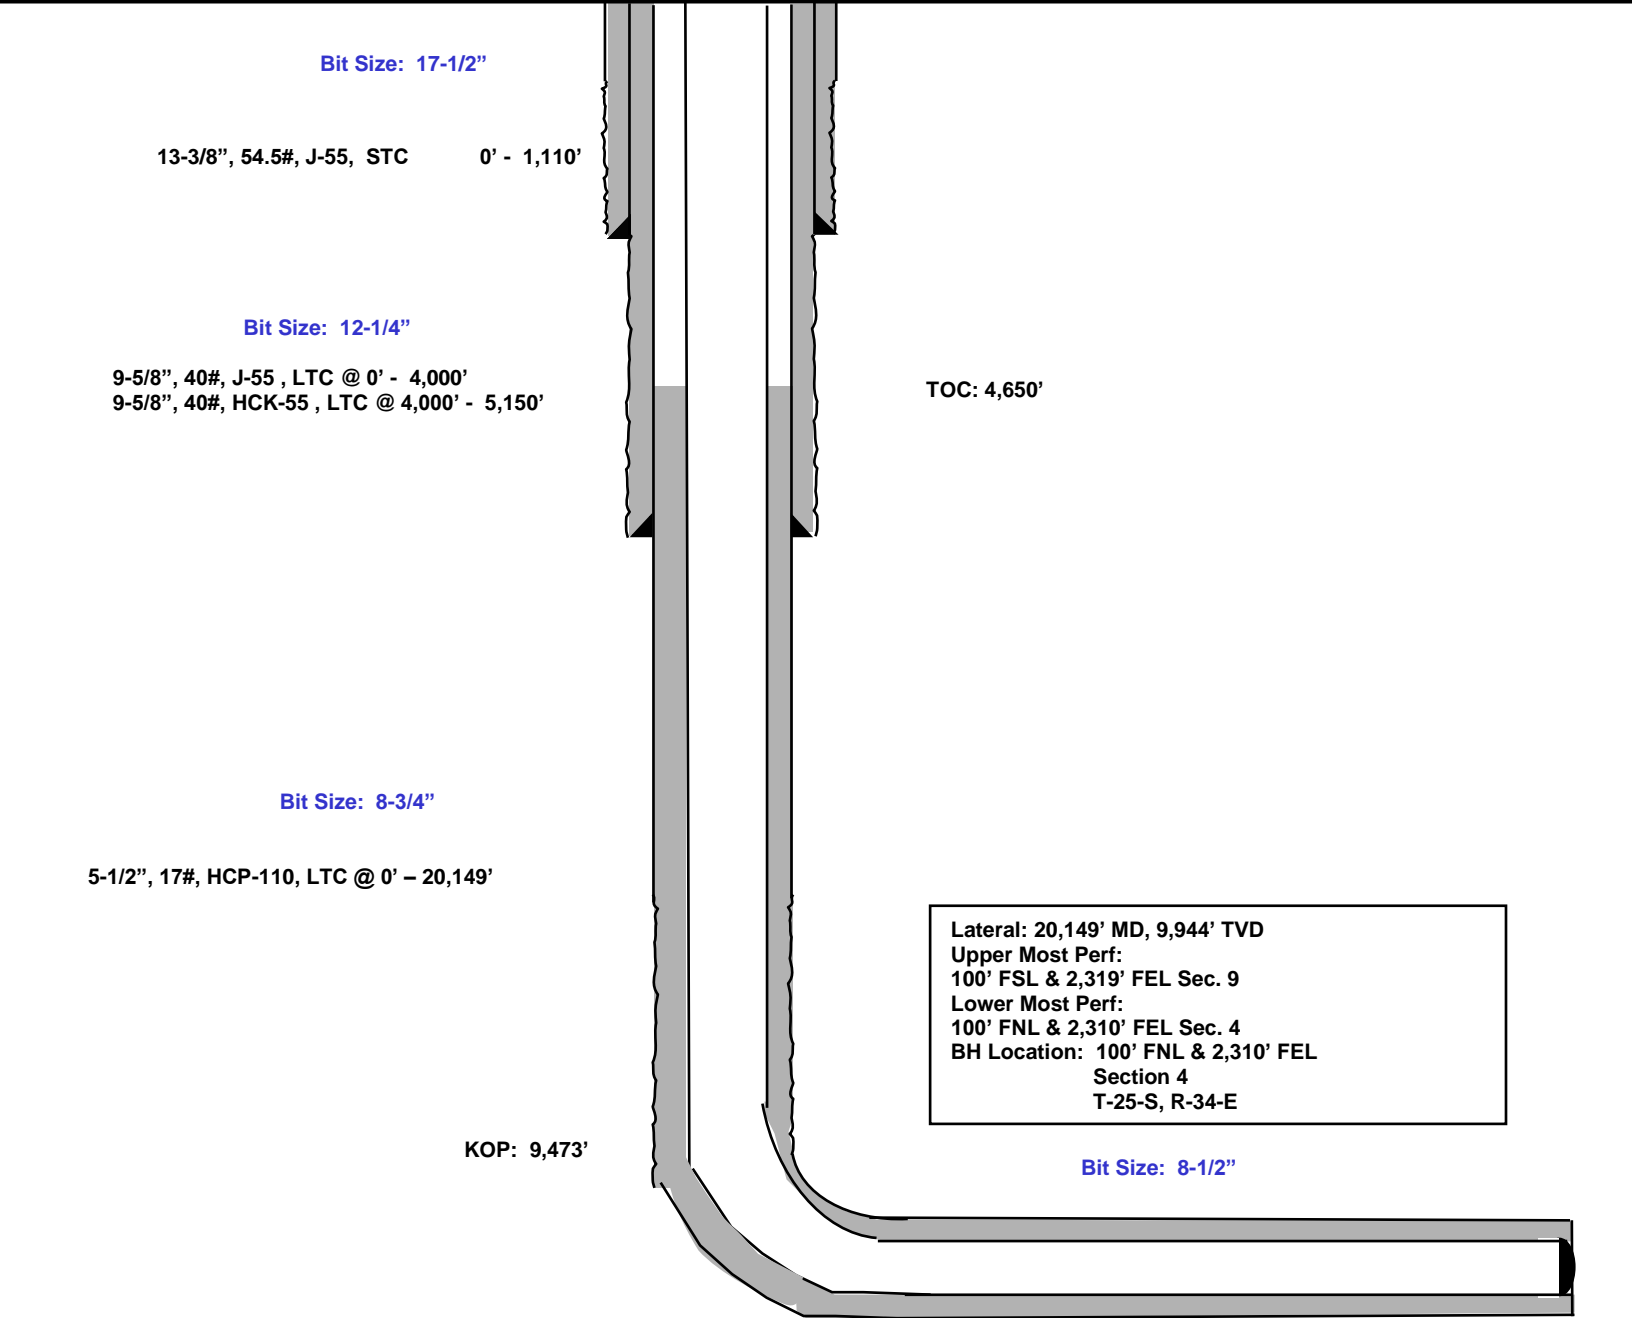 Bit Size: 17-1/2”
13-3/8”, 54.5#, J-55, STC 0’ - 1,110’
Bit Size: 12-1/4”
9-5/8”, 40#, J-55 , LTC @ 0’ - 4,000’
9-5/8”, 40#, HCK-55 , LTC @ 4,000’ - 5,150’
TOC: 4,650’
Bit Size: 8-3/4”
5-1/2”, 17#, HCP-110, LTC @ 0’ – 20,149’
Lateral: 20,149’ MD, 9,944’ TVD
Upper Most Perf:
100’ FSL & 2,319’ FEL Sec. 9
Lower Most Perf:
100’ FNL & 2,310’ FEL Sec. 4
BH Location: 100’ FNL & 2,310’ FEL
Section 4
T-25-S, R-34-E
KOP: 9,473’
Bit Size: 8-1/2”